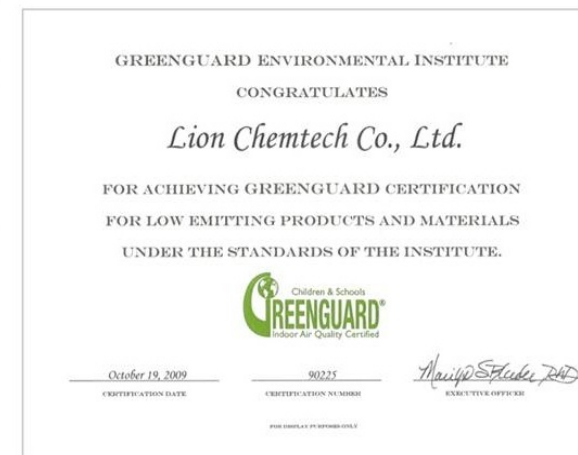 GREENGUARD ENVIRONMENTAL INSTITUTE
CONGRATULATES
Lion Chemtech Co., Ltd.
FOR ACHIEVING GREENGUARD CERTIFICATION
FOR LOW EMITTING PRODUCTS AND MATERIALS
UNDER THE STANDARDS OF THE INSTITUTE.
Children & Schools
GREENGUARD®
Indoor Air Quality Certified
October 19, 2009
CERTIFICATION DATE
90225
CERTIFICATION NUMBER
EXECUTIVE OFFICER
FOR DISPLAY PURPOSES ONLY